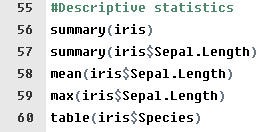 55 #Descriptive statistics
56 summary(iris)
57 summary(iris$Sepal.Length)
58 mean(iris$Sepal.Length)
59 max(iris$Sepal.Length)
60 table(iris$Species)